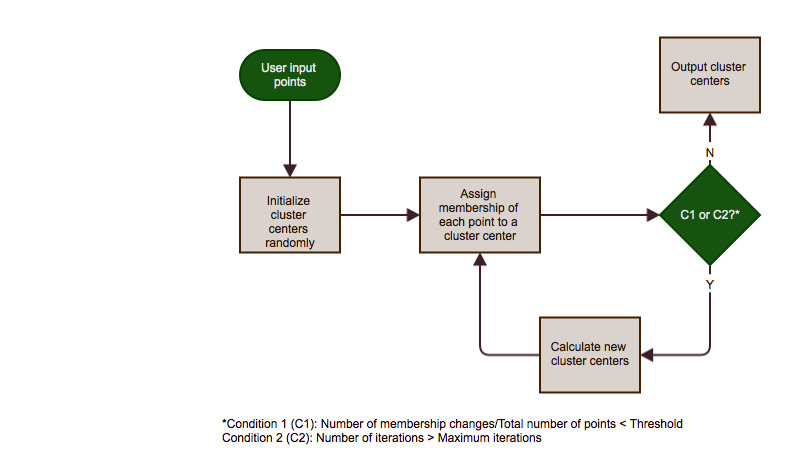 User input
points
Output cluster
centers
N
Initialize
cluster
centers
randomly
Assign
membership of
each point to a
cluster center
C1 or C2?*
Y
Calculate new
cluster centers
*Condition 1 (C1): Number of membership changes/Total number of points < Threshold
Condition 2 (C2): Number of iterations > Maximum iterations